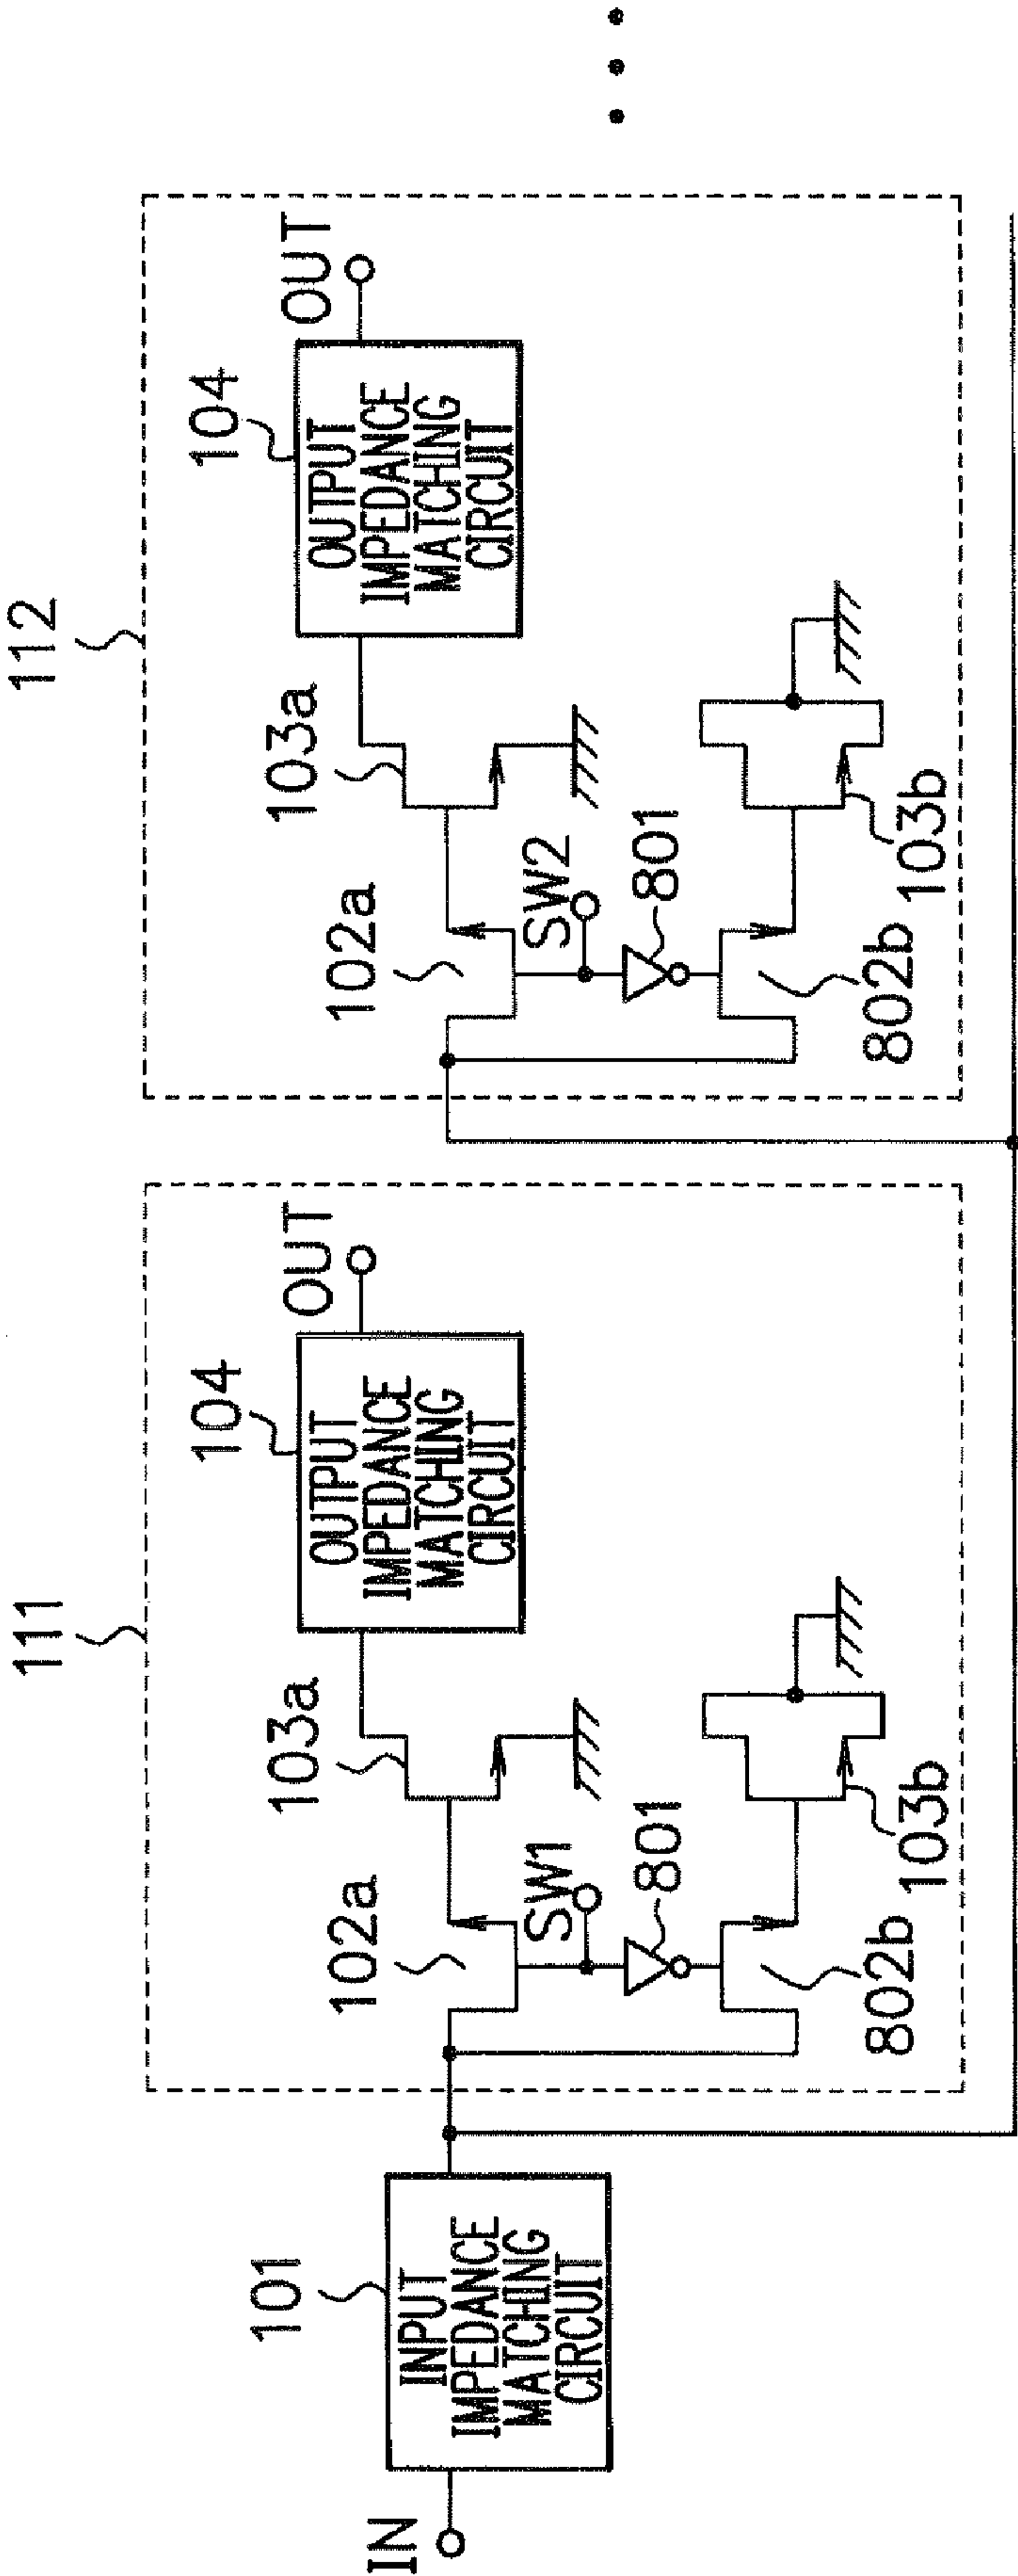 IN
101
INPUT
IMPEDANCE
MATCHING
CIRCUIT
111
102a
103a
104
OUTPUT
IMPEDANCE
MATCHING
CIRCUIT
OUT
SW1
801
802b
103b
112
102a
103a
104
OUTPUT
IMPEDANCE
MATCHING
CIRCUIT
OUT
SW2
801
802b
103b